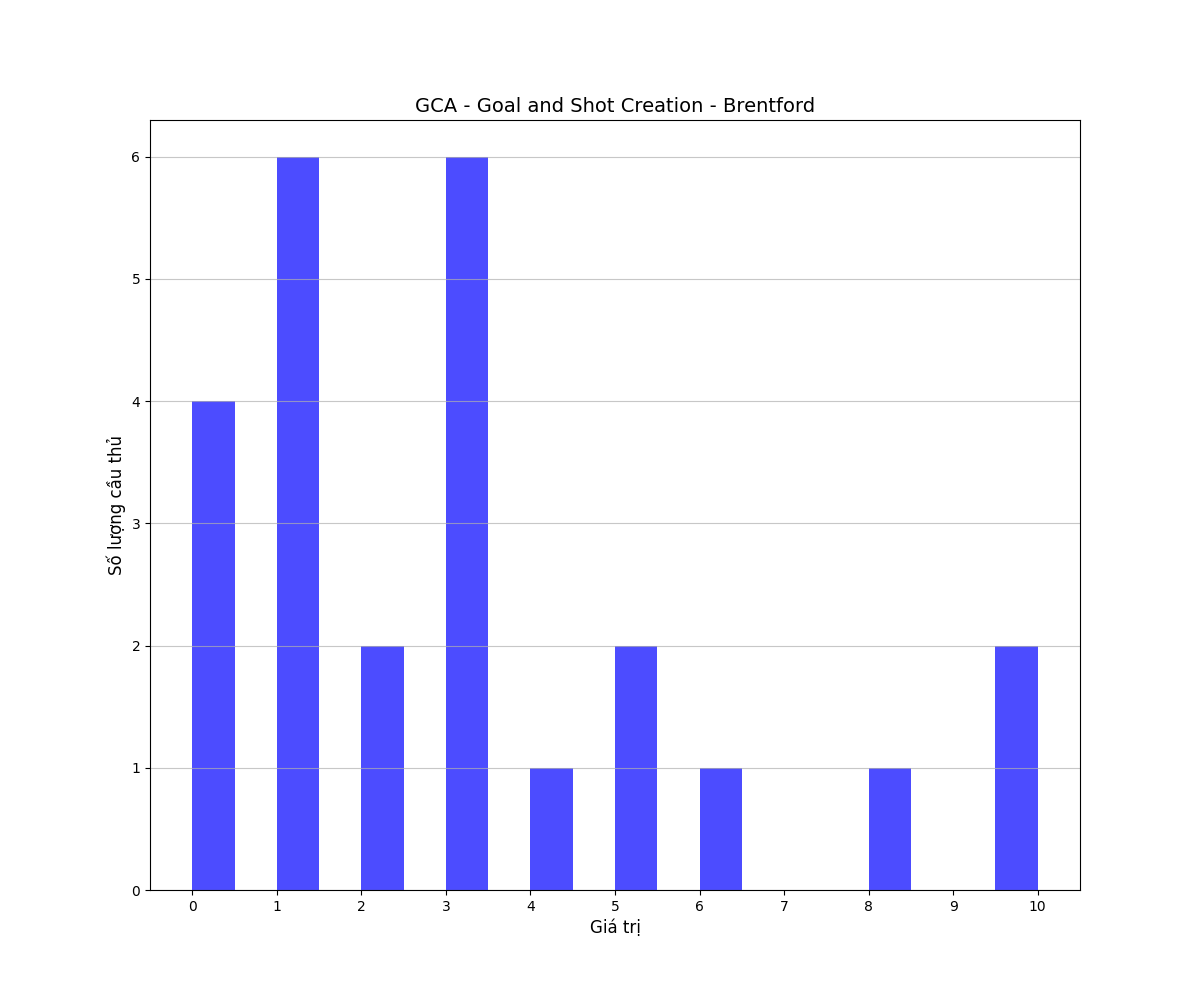 GCA - Goal and Shot Creation - Brentford
6
5
4
3
2
1
0
Số lượng cầu thủ
0 1 2 3 4 5 6 7 8 9 10
Giá trị